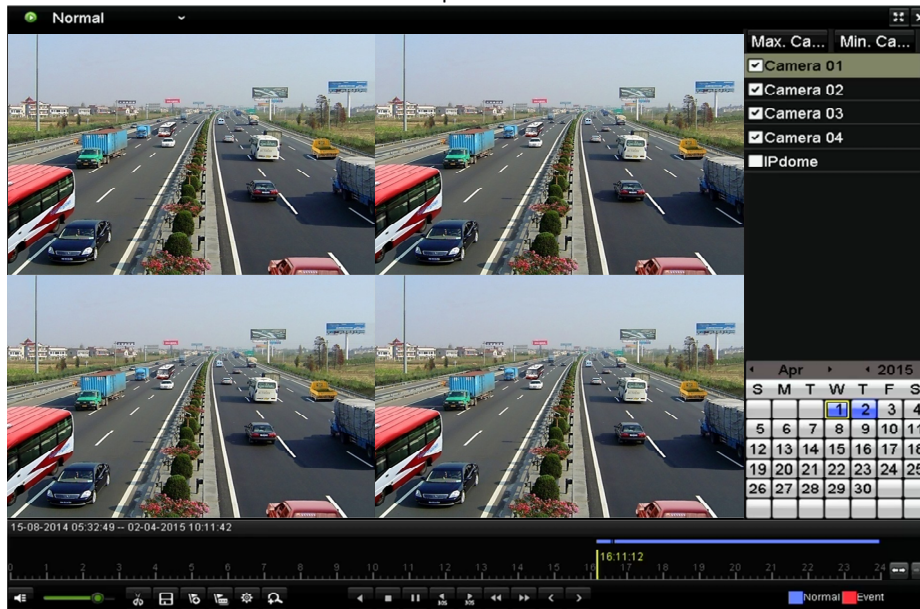 Normal
Max. Ca... Min. Ca...
Camera 01
Camera 02
Camera 03
Camera 04
IPdome
Apr 2015
S M T W T F S
1 2 3 4
5 6 7 8 9 10 11
12 13 14 15 16 17 18
19 20 21 22 23 24 25
26 27 28 29 30
15-08-2014 05:32:49 -- 02-04-2015 10:11:42
16:11:12
0 1 2 3 4 5 6 7 8 9 10 11 12 13 14 15 16 17 18 19 20 21 22 23 24
30S 30S
Normal Event